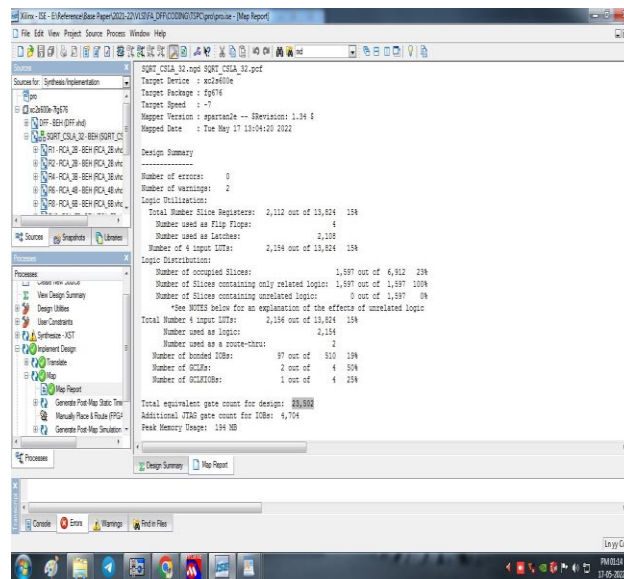 Xilinx - ISE - E:\Reference\Base Paper\2021-22\VLSI\FA_DFF\CODING\TSPC\pro\pro.ise - [Map Report]
File Edit View Project Source Process Window Help
Sources
Sources for: Synthesis/Implementation
pro
xc2s600e-7fg676
DFF - BEH (DFF.vhd)
SQRT_CSLA_32 - BEH (SQRT_CS
R1 - RCA_2B - BEH (RCA_2B.vhc
R2 - RCA_2B - BEH (RCA_2B.vhc
R4 - RCA_3B - BEH (RCA_3B.vhc
R6 - RCA_4B - BEH (RCA_4B.vhc
R8 - RCA_6B - BEH (RCA_6B.vhc
Sources Snapshots Libraries
Processes
Processes:
Create New Source
View Design Summary
Design Utilities
User Constraints
Synthesize - XST
Implement Design
Translate
Map
Map Report
Generate Post-Map Static Time
Manually Place & Route (FPGA
Generate Post-Map Simulation
Processes
SQRT_CSLA_32.ngd SQRT_CSLA_32.pcf
Target Device : xc2s600e
Target Package : fg676
Target Speed : -7
Mapper Version : spartan2e -- $Revision: 1.34 $
Mapped Date : Tue May 17 13:04:20 2022
Design Summary
--------------
Number of errors: 0
Number of warnings: 2
Logic Utilization:
Total Number Slice Registers: 2,112 out of 13,824 15%
Number used as Flip Flops: 4
Number used as Latches: 2,108
Number of 4 input LUTs: 2,154 out of 13,824 15%
Logic Distribution:
Number of occupied Slices: 1,597 out of 6,912 23%
Number of Slices containing only related logic: 1,597 out of 1,597 100%
Number of Slices containing unrelated logic: 0 out of 1,597 0%
*See NOTES below for an explanation of the effects of unrelated logic
Total Number 4 input LUTs: 2,156 out of 13,824 15%
Number used as logic: 2,154
Number used as a route-thru: 2
Number of bonded IOBs: 97 out of 510 19%
Number of GCLKs: 2 out of 4 50%
Number of GCLKIOBs: 1 out of 4 25%
Total equivalent gate count for design: 23,502
Additional JTAG gate count for IOBs: 4,704
Peak Memory Usage: 194 MB
Design Summary Map Report
Transcript
Console Errors Warnings Find in Files
PM 01:14
17-05-2022